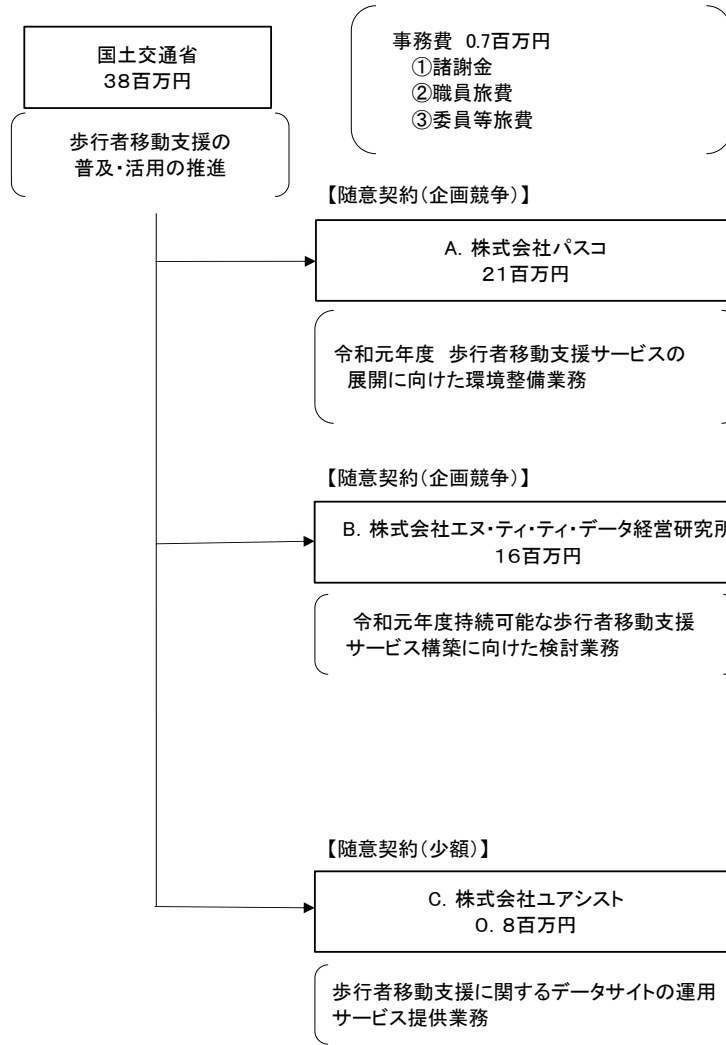 国土交通省
38百万円
歩行者移動支援の
普及・活用の推進
事務費 0.7百万円
①諸謝金
②職員旅費
③委員等旅費
【随意契約(企画競争)】
A. 株式会社パスコ
21百万円
令和元年度 歩行者移動支援サービスの
展開に向けた環境整備業務
【随意契約(企画競争)】
B. 株式会社エヌ・ティ・ティ・データ経営研究所
16百万円
令和元年度持続可能な歩行者移動支援
サービス構築に向けた検討業務
【随意契約(少額)】
C. 株式会社ユアシスト
0. 8百万円
歩行者移動支援に関するデータサイトの運用
サービス提供業務